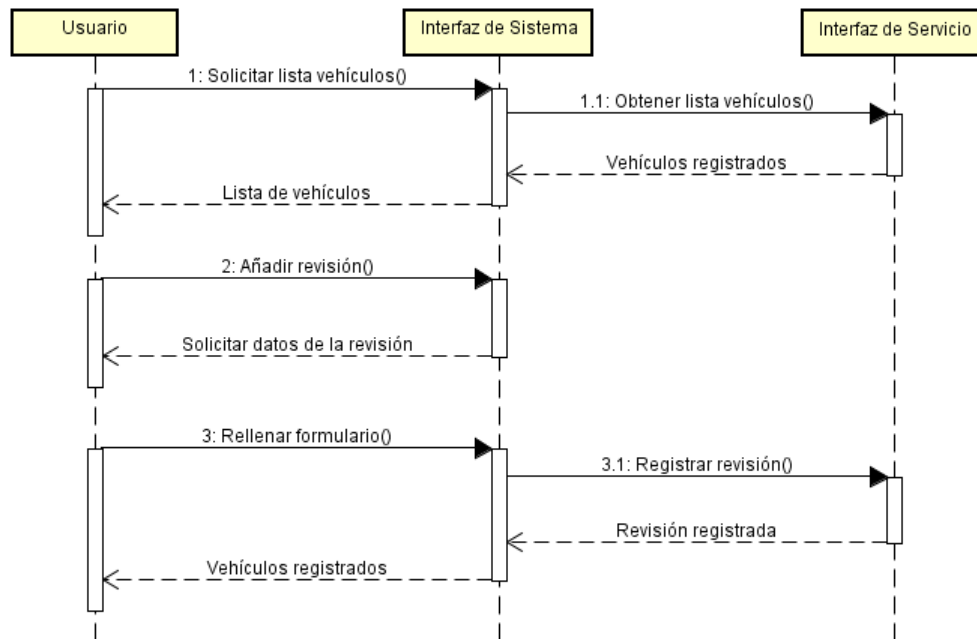 Usuario
Interfaz de Sistema
Interfaz de Servicio
1: Solicitar lista vehículos()
1.1: Obtener lista vehículos()
Vehículos registrados
Lista de vehículos
2: Añadir revisión()
Solicitar datos de la revisión
3: Rellenar formulario()
3.1: Registrar revisión()
Revisión registrada
Vehículos registrados